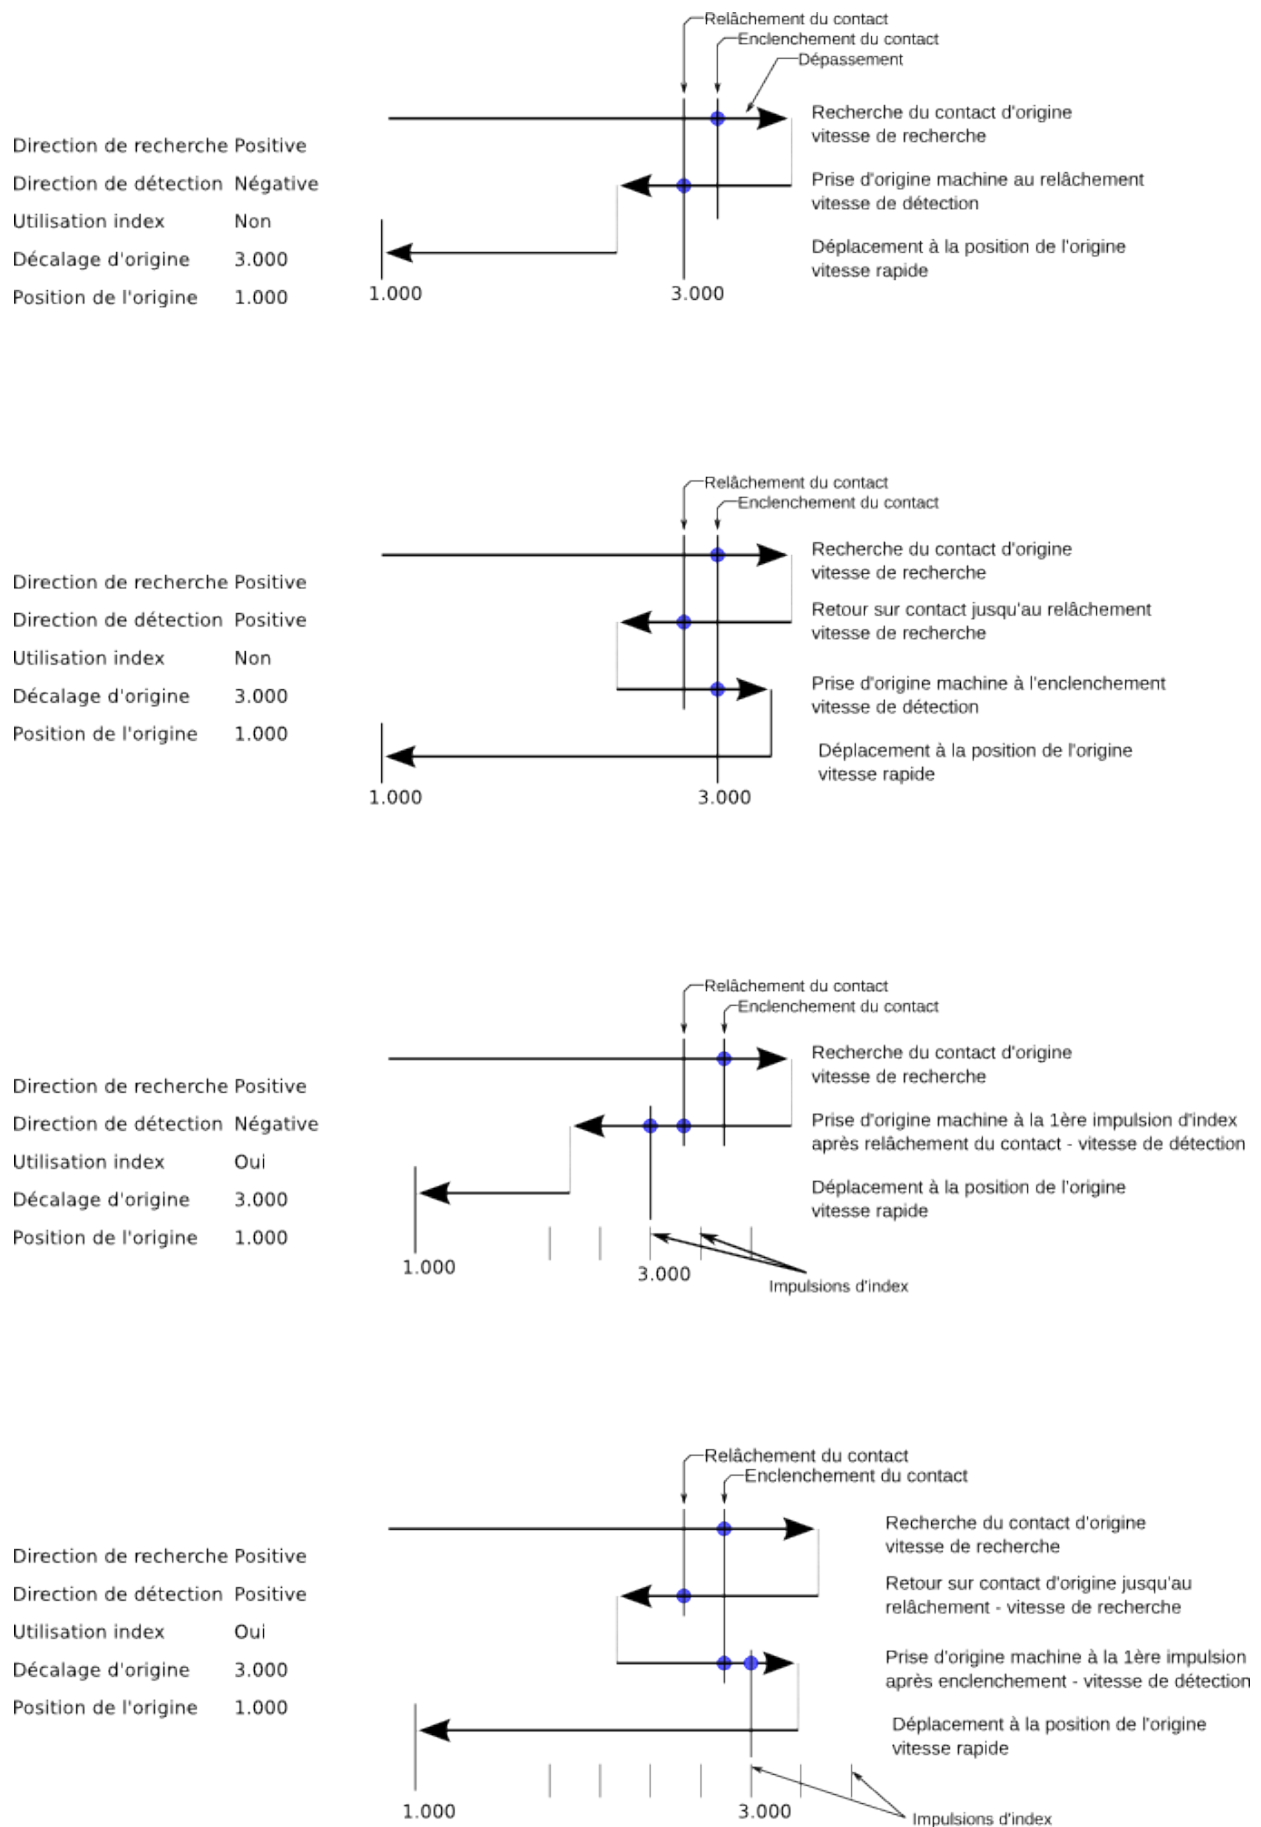 Relâchement du contact
Enclenchement du contact
Dépassement
Recherche du contact d'origine
vitesse de recherche
Direction de recherche Positive
Direction de détection Négative
Prise d'origine machine au relâchement
vitesse de détection
Utilisation index Non
Décalage d'origine 3.000
Déplacement à la position de l'origine
vitesse rapide
Position de l'origine 1.000
1.000 3.000
Relâchement du contact
Enclenchement du contact
Recherche du contact d'origine
vitesse de recherche
Direction de recherche Positive
Direction de détection Positive
Retour sur contact jusqu'au relâchement
vitesse de recherche
Utilisation index Non
Décalage d'origine 3.000
Prise d'origine machine à l'enclenchement
vitesse de détection
Position de l'origine 1.000
Déplacement à la position de l'origine
vitesse rapide
1.000 3.000
Relâchement du contact
Enclenchement du contact
Recherche du contact d'origine
vitesse de recherche
Direction de recherche Positive
Direction de détection Négative
Prise d'origine machine à la 1ère impulsion d'index
après relâchement du contact - vitesse de détection
Utilisation index Oui
Décalage d'origine 3.000
Déplacement à la position de l'origine
vitesse rapide
Position de l'origine 1.000
1.000 3.000
Impulsions d'index
Relâchement du contact
Enclenchement du contact
Recherche du contact d'origine
vitesse de recherche
Direction de recherche Positive
Direction de détection Positive
Retour sur contact d'origine jusqu'au
relâchement - vitesse de recherche
Utilisation index Oui
Décalage d'origine 3.000
Prise d'origine machine à la 1ère impulsion
après enclenchement - vitesse de détection
Position de l'origine 1.000
Déplacement à la position de l'origine
vitesse rapide
1.000 3.000
Impulsions d'index